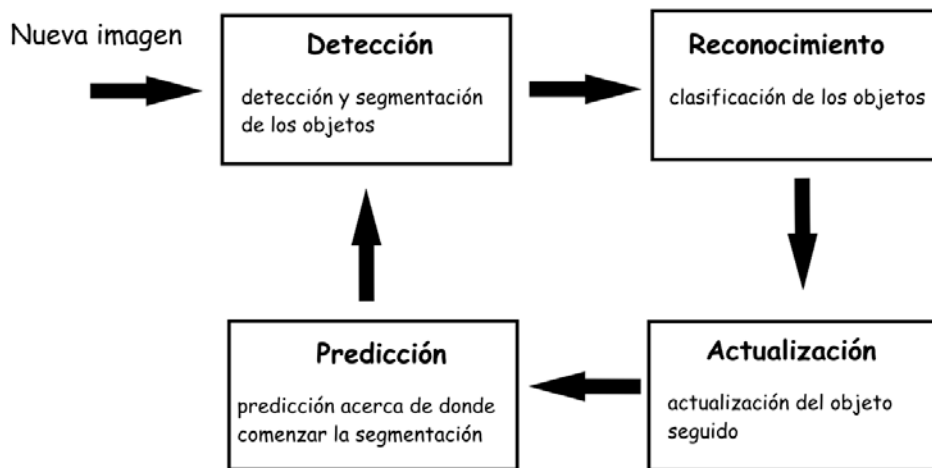 Nueva imagen
Detección
detección y segmentación
de los objetos
Reconocimiento
clasificación de los objetos
Actualización
actualización del objeto
seguido
Predicción
predicción acerca de donde
comenzar la segmentación